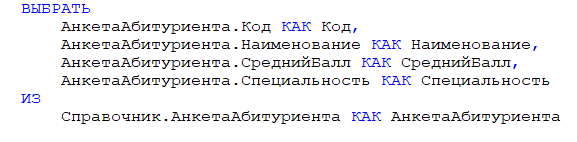 ВЫБРАТЬ
АнкетаАбитуриента.Код КАК Код,
АнкетаАбитуриента.Наименование КАК Наименование,
АнкетаАбитуриента.СреднийБалл КАК СреднийБалл,
АнкетаАбитуриента.Специальность КАК Специальность
ИЗ
Справочник.АнкетаАбитуриента КАК АнкетаАбитуриента